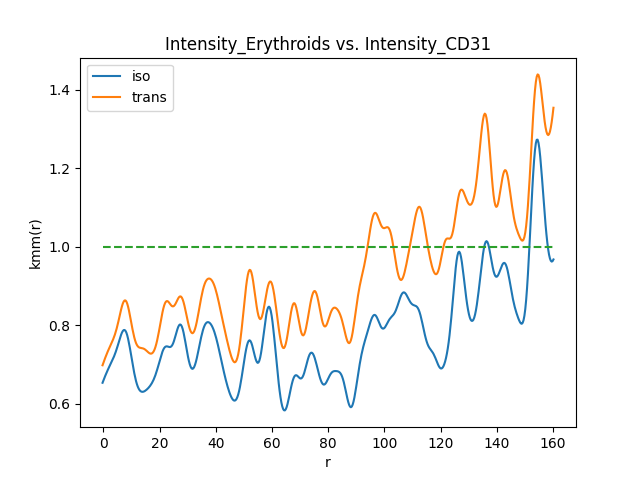 Intensity_Erythroids vs. Intensity_CD31
iso
trans
kmm(r)
1.4
1.2
1.0
0.8
0.6
0 20 40 60 80 100 120 140 160
r